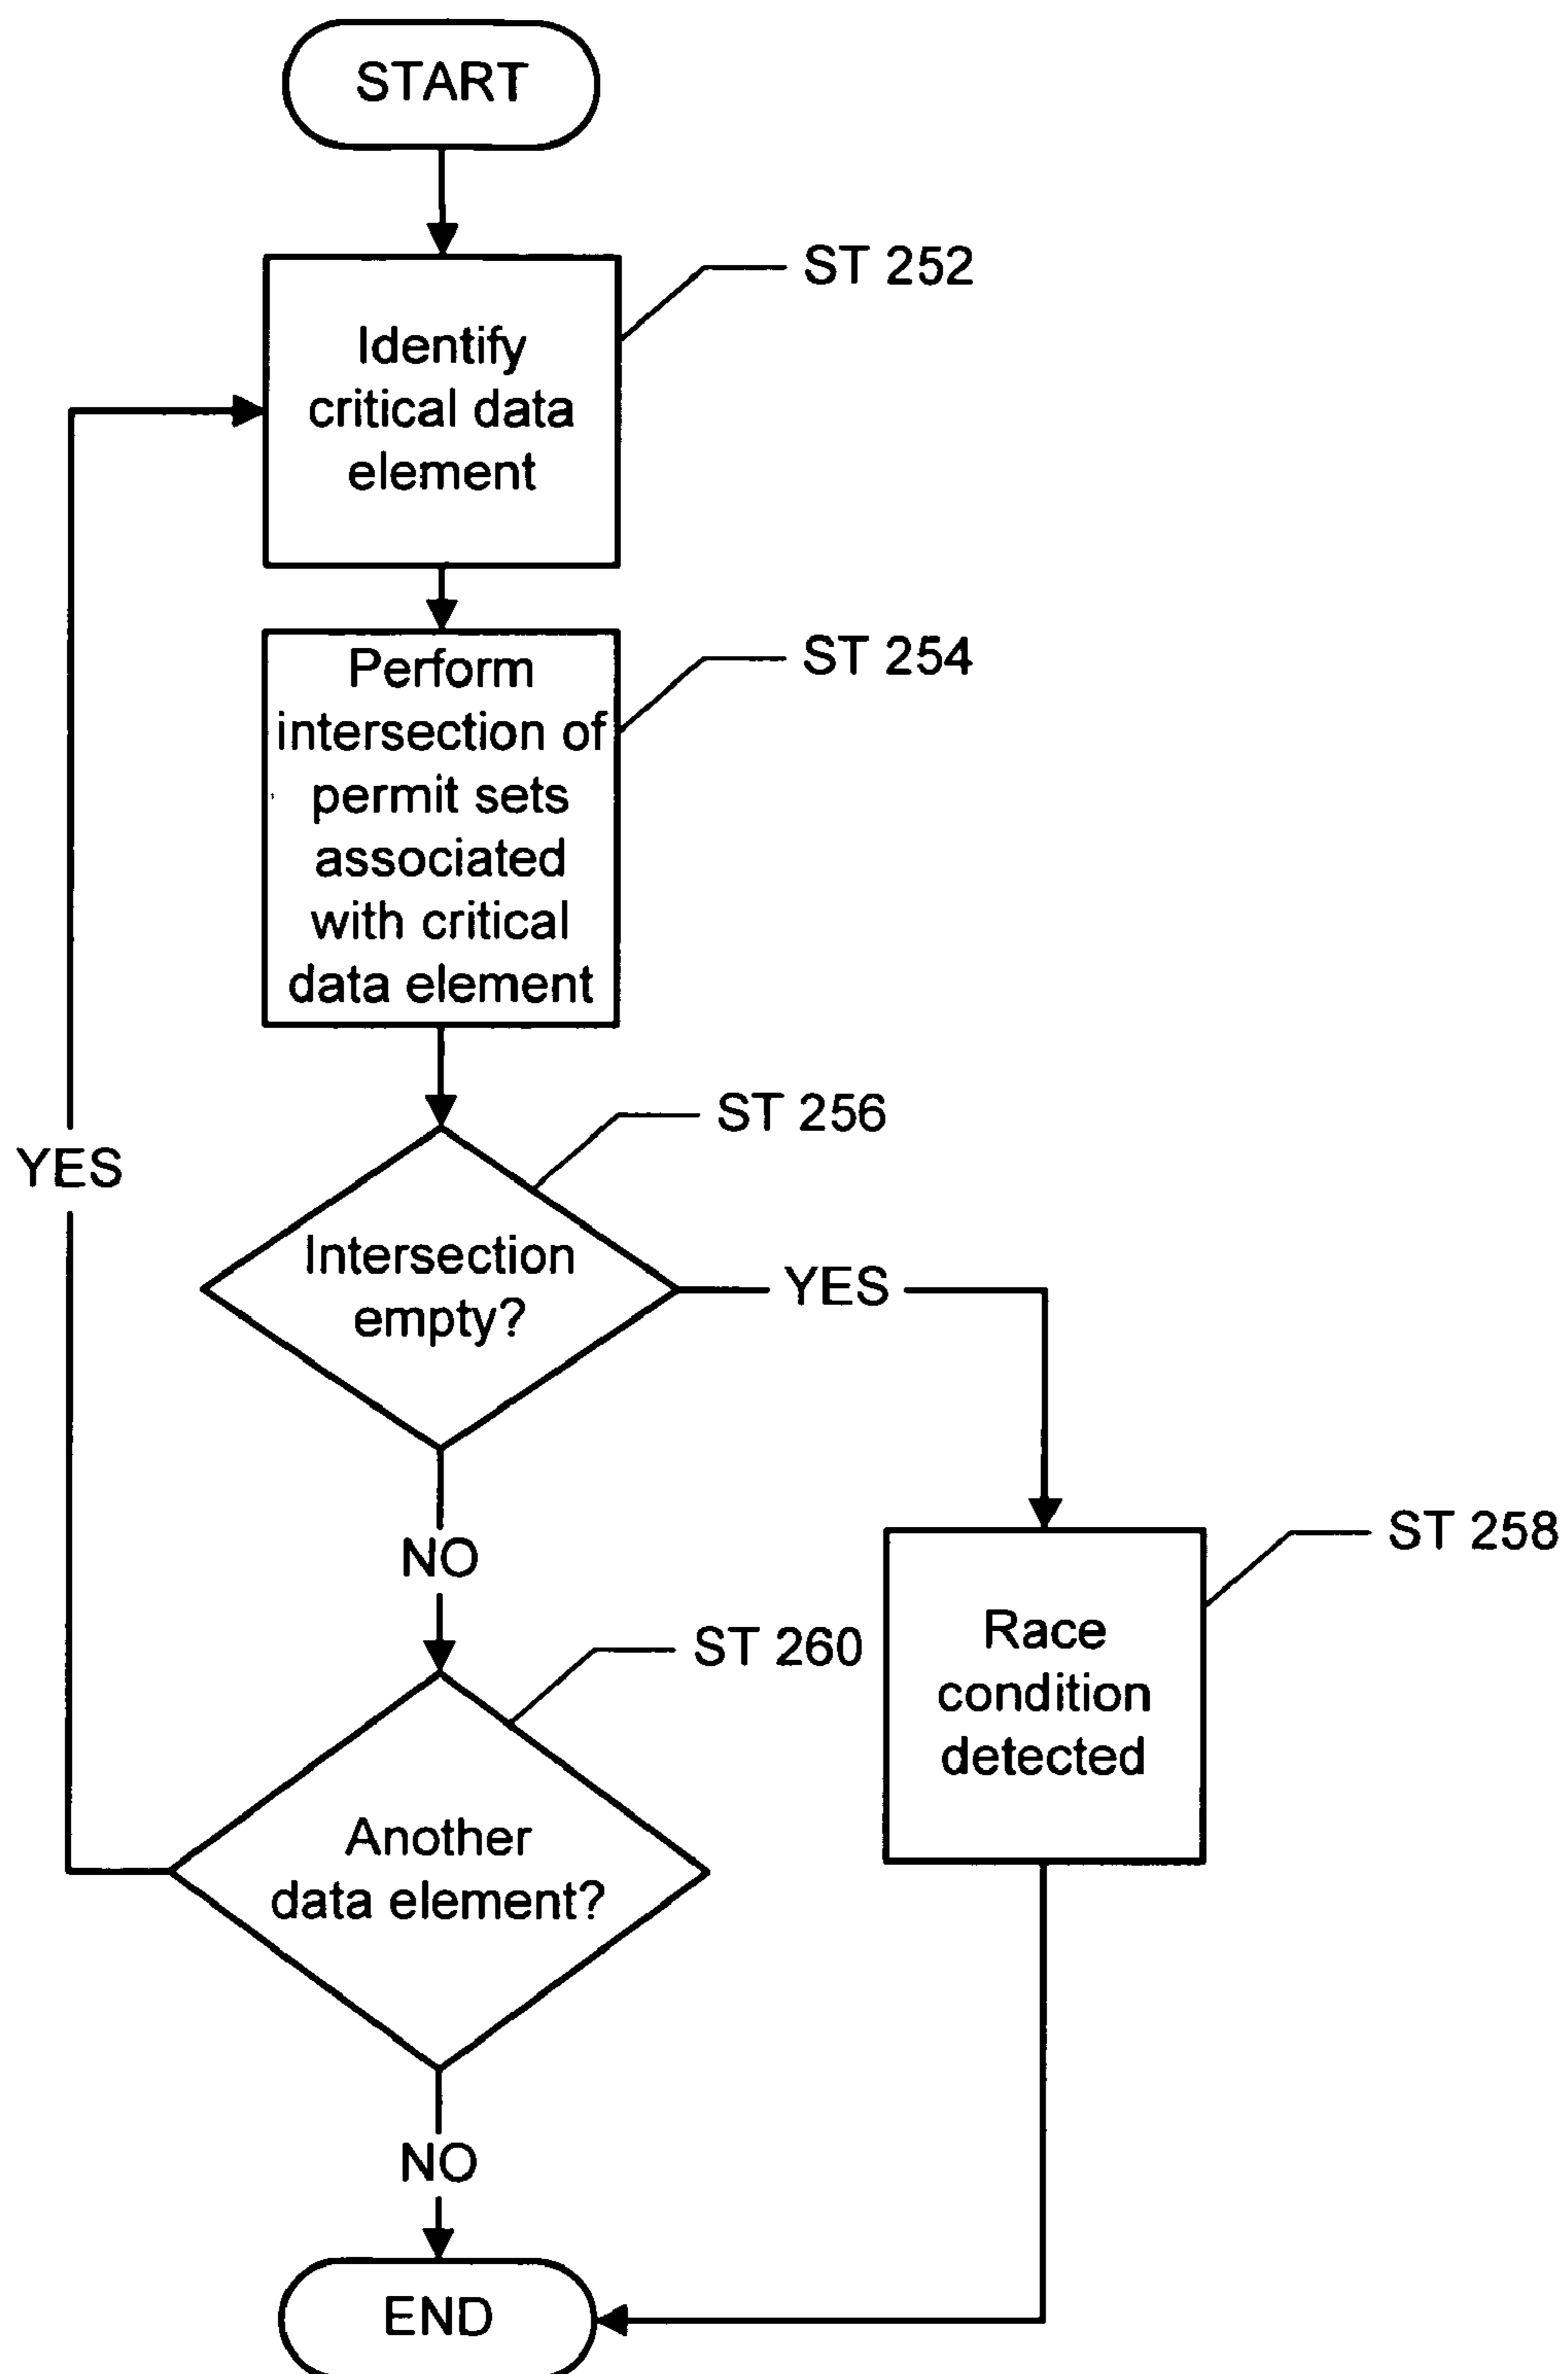 START
ST 252
Identify
critical data
element
ST 254
Perform
intersection of
permit sets
associated
with critical
data element
ST 256
YES
Intersection
empty?
YES
NO
ST 258
ST 260
Race
condition
detected
Another
data element?
NO
END